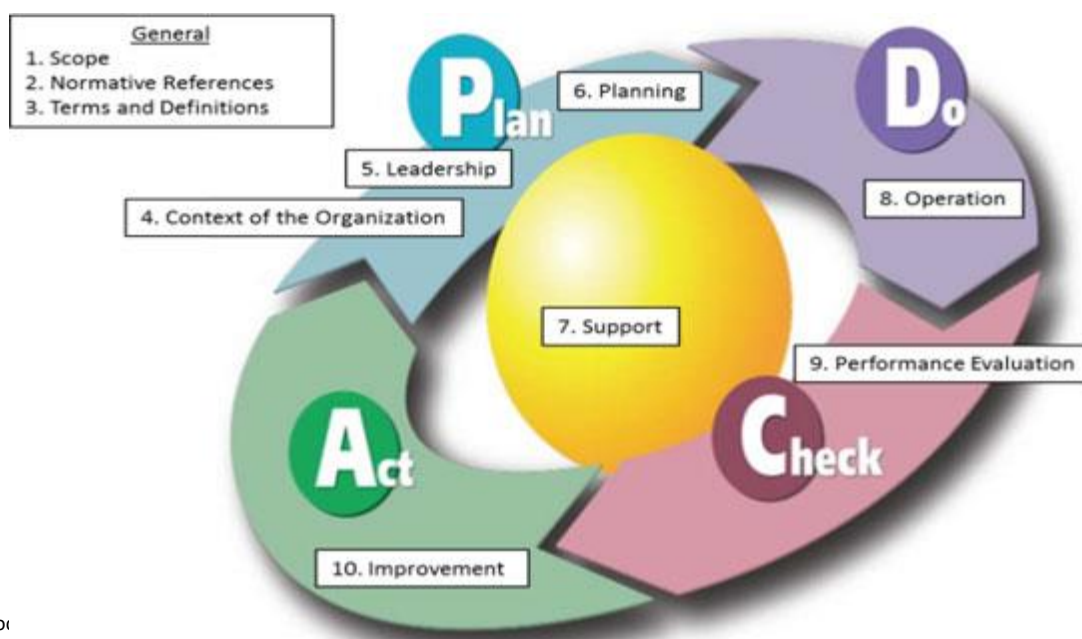 General
1. Scope
2. Normative References
3. Terms and Definitions
Plan
6. Planning
Do
5. Leadership
8. Operation
4. Context of the Organization
7. Support
9. Performance Evaluation
Act
Check
10. Improvement